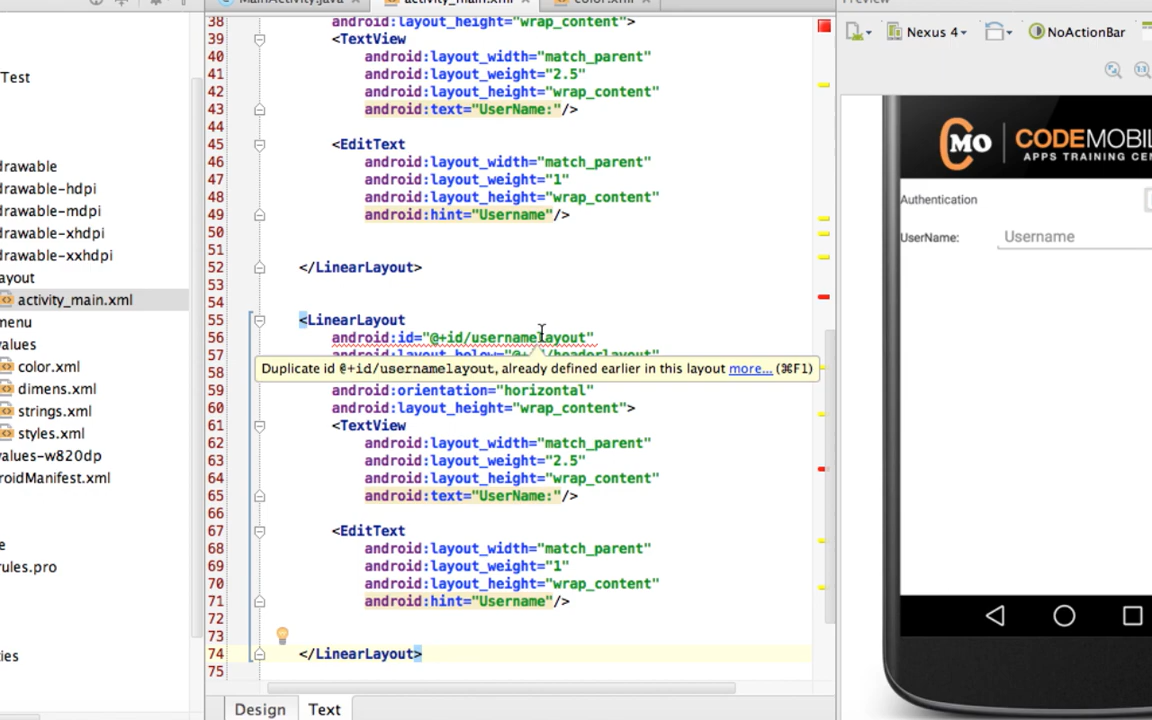 Preview
38 android:layout_height="wrap_content">
39 <TextView
40 android:layout_width="match_parent"
41 android:layout_weight="2.5"
42 android:layout_height="wrap_content"
43 android:text="UserName:"/>
44
45 <EditText
46 android:layout_width="match_parent"
47 android:layout_weight="1"
48 android:layout_height="wrap_content"
49 android:hint="Username"/>
50
51
52 </LinearLayout>
53
54
55 <LinearLayout
56 android:id="@+id/usernamelayout"
57
Duplicate id @+id/usernamelayout, already defined earlier in this layout more... (⌘F1)
58
59 android:orientation="horizontal"
60 android:layout_height="wrap_content">
61 <TextView
62 android:layout_width="match_parent"
63 android:layout_weight="2.5"
64 android:layout_height="wrap_content"
65 android:text="UserName:"/>
66
67 <EditText
68 android:layout_width="match_parent"
69 android:layout_weight="1"
70 android:layout_height="wrap_content"
71 android:hint="Username"/>
72
73
74 </LinearLayout>
75
Design Text
Test
drawable
drawable-hdpi
drawable-mdpi
drawable-xhdpi
drawable-xxhdpi
ayout
activity_main.xml
menu
values
color.xml
dimens.xml
strings.xml
styles.xml
values-w820dp
roidManifest.xml
e
rules.pro
ties
Nexus 4 NoActionBar
CMO CODEMOBIL
APPS TRAINING CEN
Authentication
UserName: Username